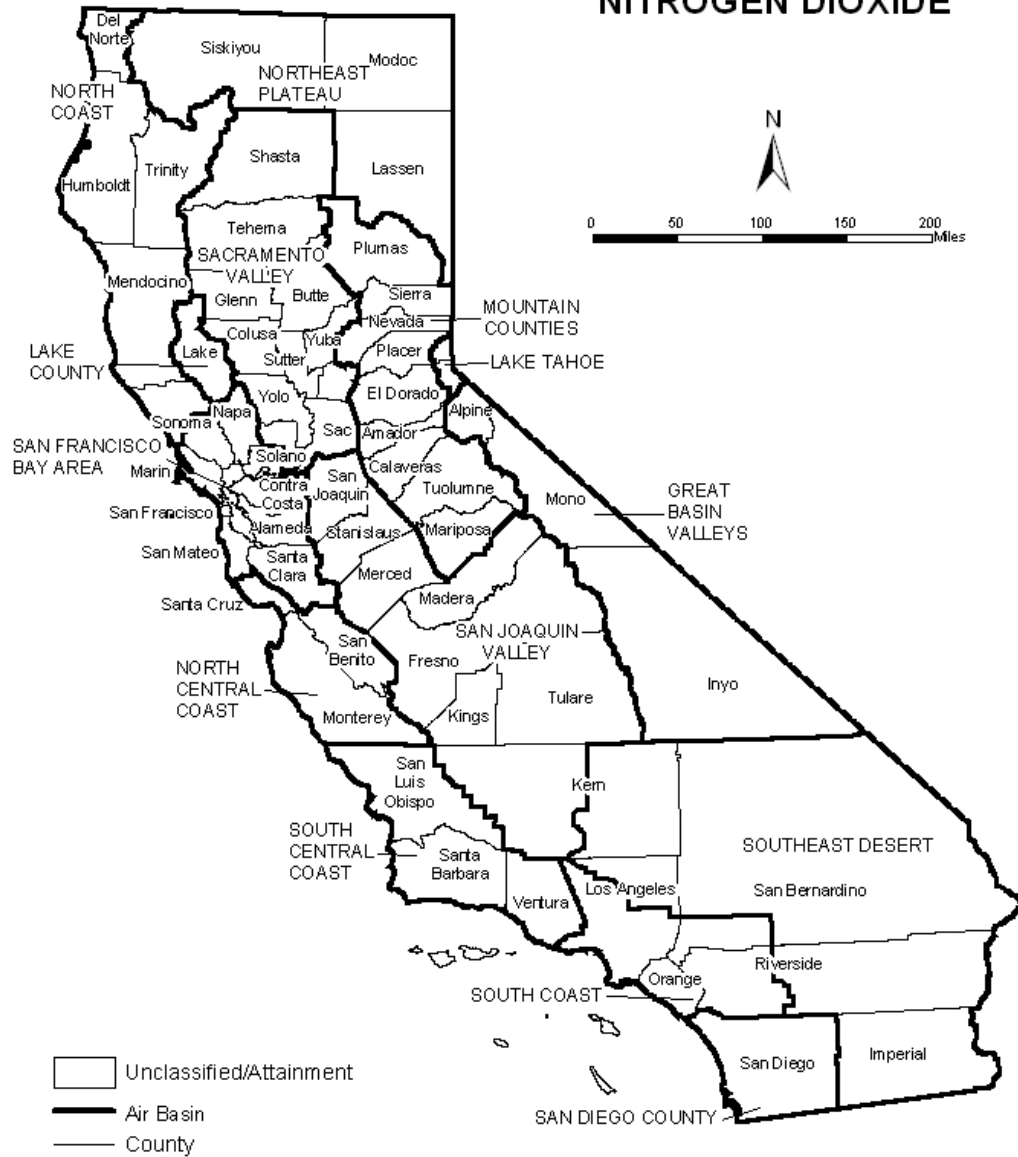 NITROGEN DIOXIDE
Del
Norte
Siskiyou
Modoc
NORTHEAST
PLATEAU
NORTH
COAST
N
Shasta
Trinity
Lassen
Humboldt
0 50 100 150 200
Miles
Tehema
Plumas
SACRAMENTO
VALLEY
Mendocino
Glenn
Butte
Sierra
MOUNTAIN
COUNTIES
Nevada
Colusa
Yuba
Sutter
Placer
LAKE
COUNTY
Lake
LAKE TAHOE
Yolo
El Dorado
Napa
Sonoma
Alpine
Sac
Amador
SAN FRANCISCO
BAY AREA
Solano
Marin
Calaveras
Contra
Costa
San
Joaquin
Tuolumne
Mono
GREAT
BASIN
VALLEYS
San Francisco
Alameda
Stanislaus
Mariposa
San Mateo
Santa
Clara
Merced
Madera
Santa Cruz
SAN JOAQUIN
VALLEY
San
Benito
Fresno
NORTH
CENTRAL
COAST
Monterey
Kings
Tulare
Inyo
San
Luis
Obispo
Kern
SOUTH
CENTRAL
COAST
Santa
Barbara
SOUTHEAST DESERT
Ventura
Los Angeles
San Bernardino
Riverside
Orange
SOUTH COAST
San Diego
Imperial
SAN DIEGO COUNTY
Unclassified/Attainment
Air Basin
County